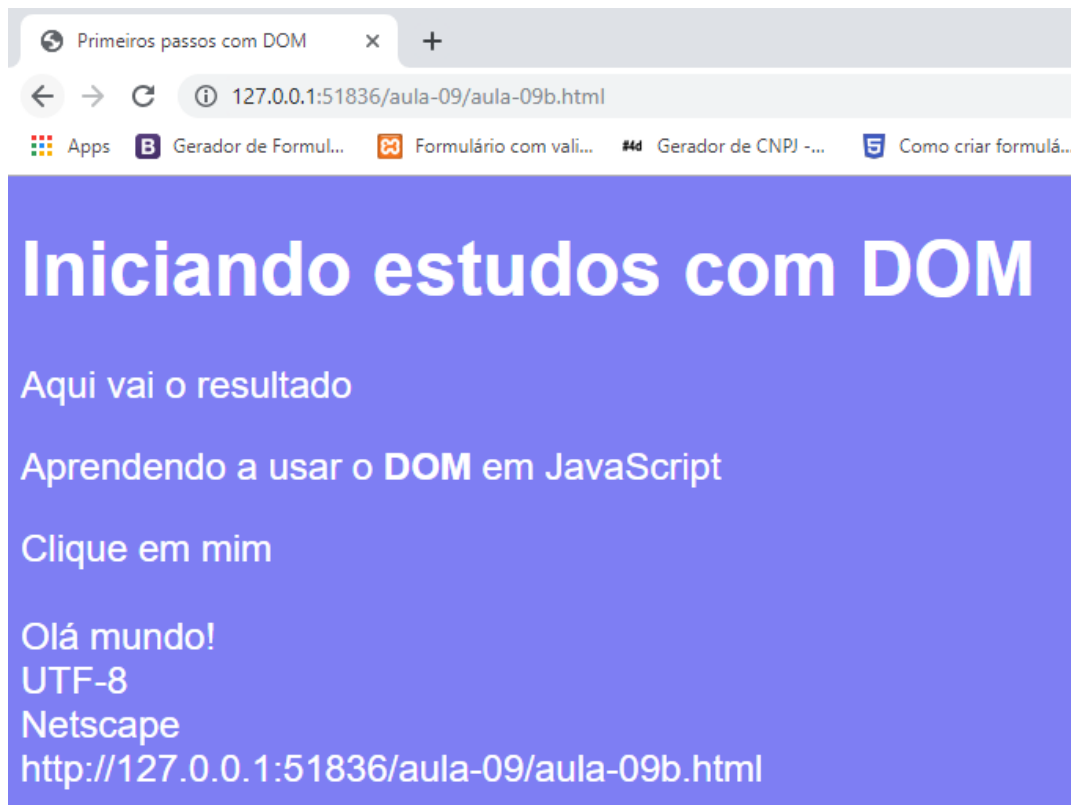 Primeiros passos com DOM
127.0.0.1:51836/aula-09/aula-09b.html
Apps B Gerador de Formul... Formulário com vali... #4d Gerador de CNPJ -... 5 Como criar formulá...
Iniciando estudos com DOM
Aqui vai o resultado
Aprendendo a usar o DOM em JavaScript
Clique em mim
Olá mundo!
UTF-8
Netscape
http://127.0.0.1:51836/aula-09/aula-09b.html